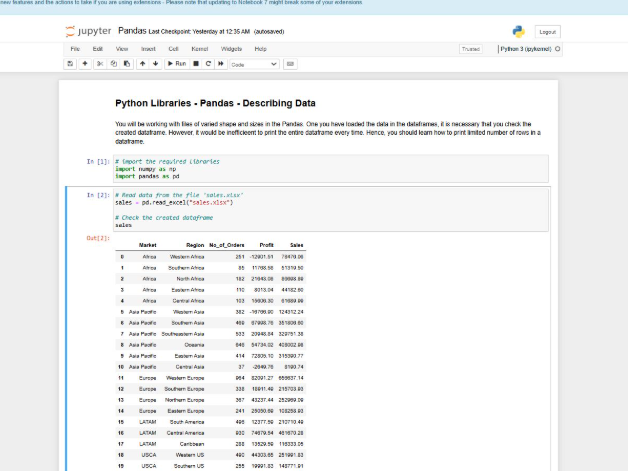 new features and the actions to take if you are using extensions - Please note that updating to Notebook 7 might break some of your extensions.
jupyter Pandas Last Checkpoint: Yesterday at 12:35 AM (autosaved)
Logout
File Edit View Insert Cell Kernel Widgets Help
Trusted Python 3 (ipykernel)
Run Code
Python Libraries - Pandas - Describing Data
You will be working with files of varied shape and sizes in the Pandas. One you have loaded the data in the dataframes, it is necessary that you check the
created dataframe. However, it would be inefficieent to print the entire dataframe every time. Hence, you should learn how to print limited number of rows in a
dataframe.
In [1]: # import the required libraries
import numpy as np
import pandas as pd
In [2]: # Read data from the file 'sales.xlsx'
sales = pd.read_excel("sales.xlsx")
# Check the created dataframe
sales
Out[2]:
Market Region No_of_Orders Profit Sales
0 Africa Western Africa 251 -12901.51 78476.06
1 Africa Southern Africa 85 11768.58 51319.50
2 Africa North Africa 182 21643.08 86698.89
3 Africa Eastern Africa 110 8013.04 44182.60
4 Africa Central Africa 103 15606.30 61689.99
5 Asia Pacific Western Asia 382 -16766.90 124312.24
6 Asia Pacific Southern Asia 469 67998.76 351806.60
7 Asia Pacific Southeastern Asia 533 20948.84 329751.38
8 Asia Pacific Oceania 646 54734.02 408002.98
9 Asia Pacific Eastern Asia 414 72805.10 315390.77
10 Asia Pacific Central Asia 37 -2649.76 8190.74
11 Europe Western Europe 964 82091.27 656637.14
12 Europe Southern Europe 338 18911.49 215703.93
13 Europe Northern Europe 367 43237.44 252969.09
14 Europe Eastern Europe 241 25050.69 108258.93
15 LATAM South America 496 12377.59 210710.49
16 LATAM Central America 930 74679.54 461670.28
17 LATAM Caribbean 288 13529.59 116333.05
18 USCA Western US 490 44303.65 251991.83
19 USCA Southern US 255 19991.83 148771.91